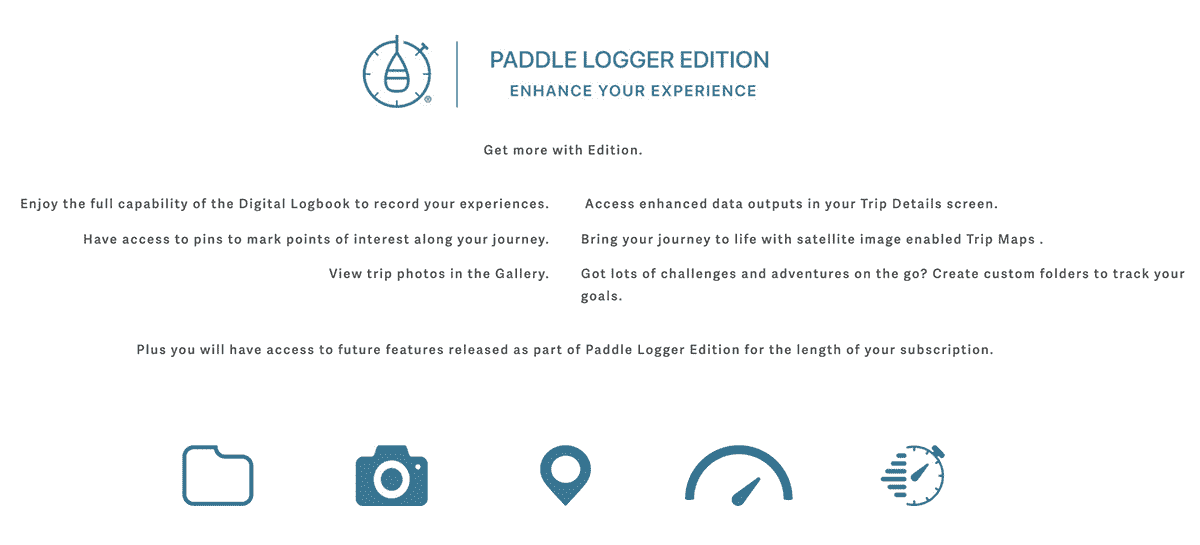 PADDLE LOGGER EDITION
ENHANCE YOUR EXPERIENCE
®
Get more with Edition.
Enjoy the full capability of the Digital Logbook to record your experiences.
Have access to pins to mark points of interest along your journey.
View trip photos in the Gallery.
Access enhanced data outputs in your Trip Details screen.
Bring your journey to life with satellite image enabled Trip Maps .
Got lots of challenges and adventures on the go? Create custom folders to track your
goals.
Plus you will have access to future features released as part of Paddle Logger Edition for the length of your subscription.